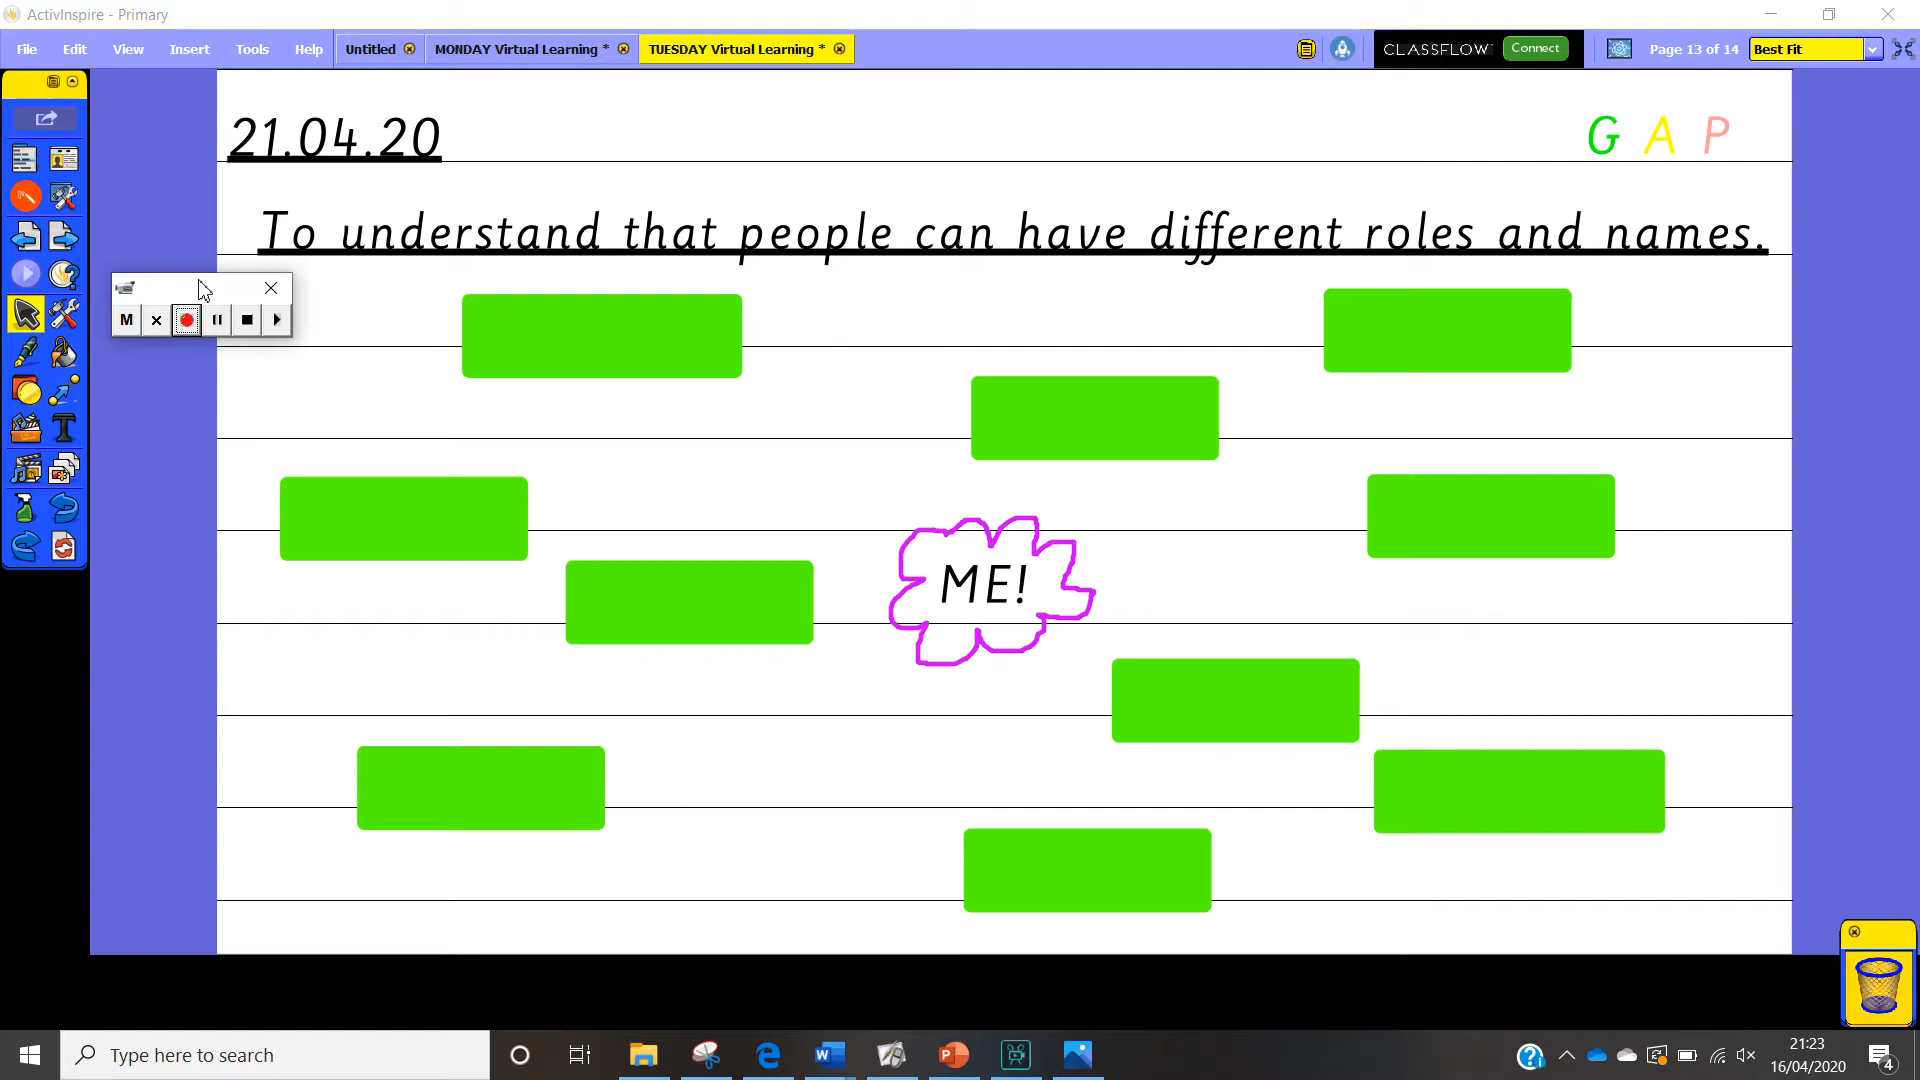 ActivInspire - Primary
File Edit View Insert Tools Help Untitled MONDAY Virtual Learning * TUESDAY Virtual Learning * CLASSFLOW Connect Page 13 of 14 Best Fit
21.04.20 G A P
To understand that people can have different roles and names.
M
ME!
Type here to search
21:23
16/04/2020
4